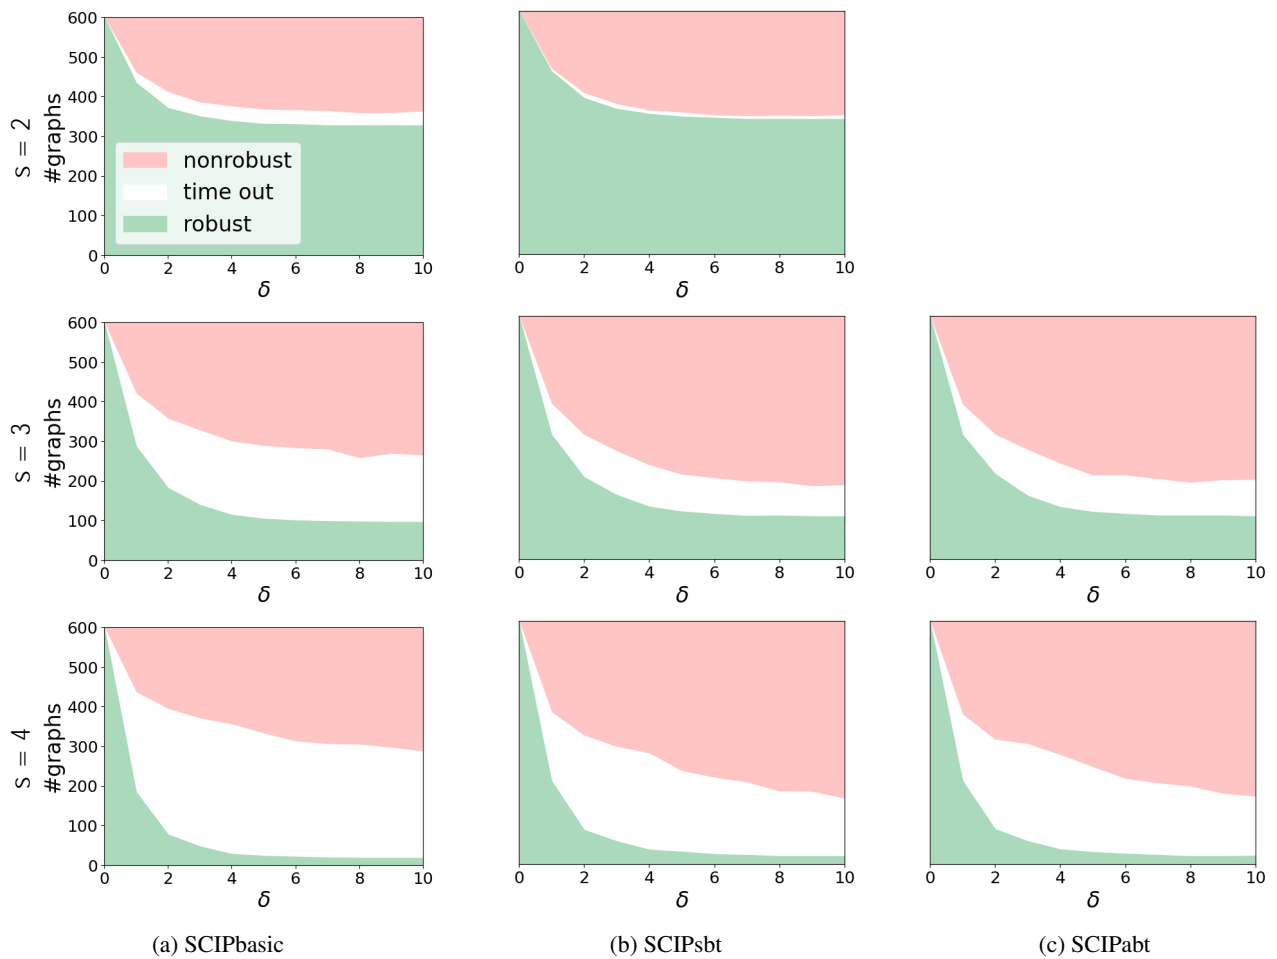 600
500
400
300
200
100
0
s = 2
#graphs
nonrobust
time out
robust
0 2 4 6 8 10
δ
0 2 4 6 8 10
δ
600
500
400
300
200
100
0
s = 3
#graphs
0 2 4 6 8 10
δ
0 2 4 6 8 10
δ
0 2 4 6 8 10
δ
600
500
400
300
200
100
0
s = 4
#graphs
0 2 4 6 8 10
δ
0 2 4 6 8 10
δ
0 2 4 6 8 10
δ
(a) SCIPbasic
(b) SCIPsbt
(c) SCIPabt